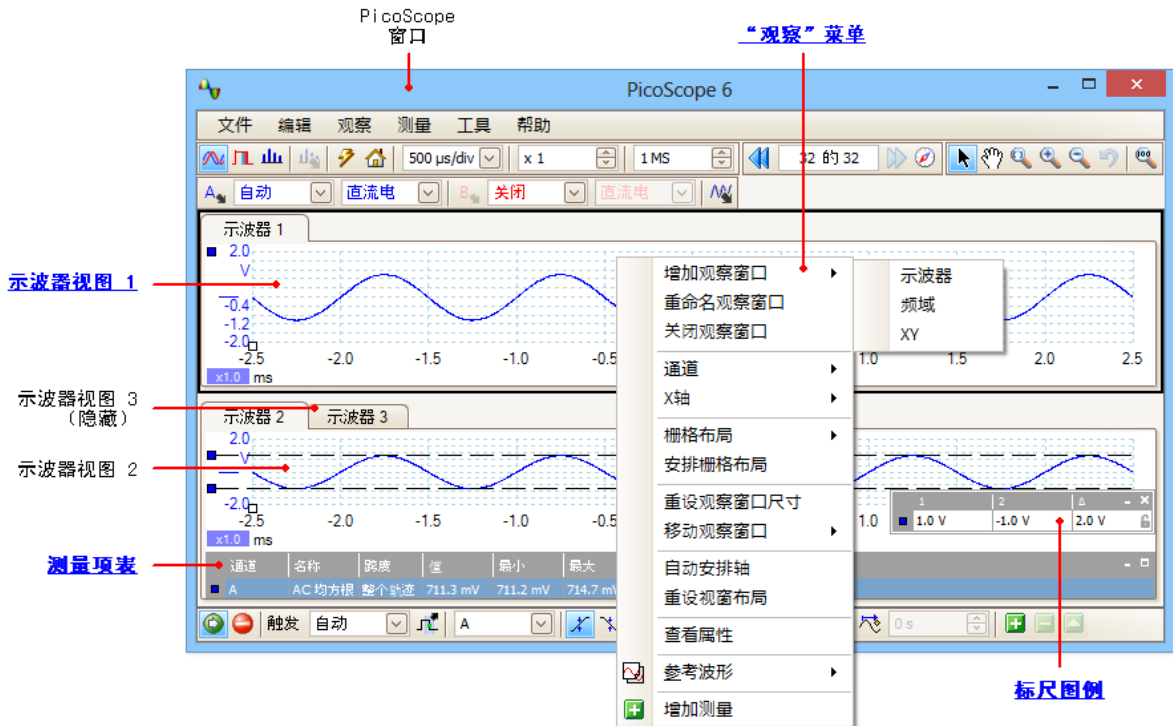 PicoScope
窗口
“观察”菜单
PicoScope 6
文件 编辑 观察 测量 工具 帮助
500 µs/div x 1 1 MS 32 的 32
A 自动 直流电 B 关闭 直流电
示波器 1
2.0
V
-0.4
-1.2
-2.0
-2.5 -2.0 -1.5 -1.0 -0.5 1.0 1.5 2.0 2.5
x1.0 ms
示波器视图 1
增加观察窗口
重命名观察窗口
关闭观察窗口
通道
X轴
栅格布局
安排栅格布局
重设观察窗口尺寸
移动观察窗口
自动安排轴
重设视窗布局
查看属性
参考波形
增加测量
示波器
频域
XY
示波器视图 3
（隐藏）
示波器 2 示波器 3
示波器视图 2
2.0
V
-2.0
-2.5 -2.0 -1.5 -1.0 -0.5 1.0
x1.0 ms
1 2 Δ
1.0 V -1.0 V 2.0 V
测量项表
通道 名称 跨度 值 最小 最大
A AC 均方根 整个轨迹 711.3 mV 711.2 mV 714.7 mV
触发 自动 A 0 s
标尺图例